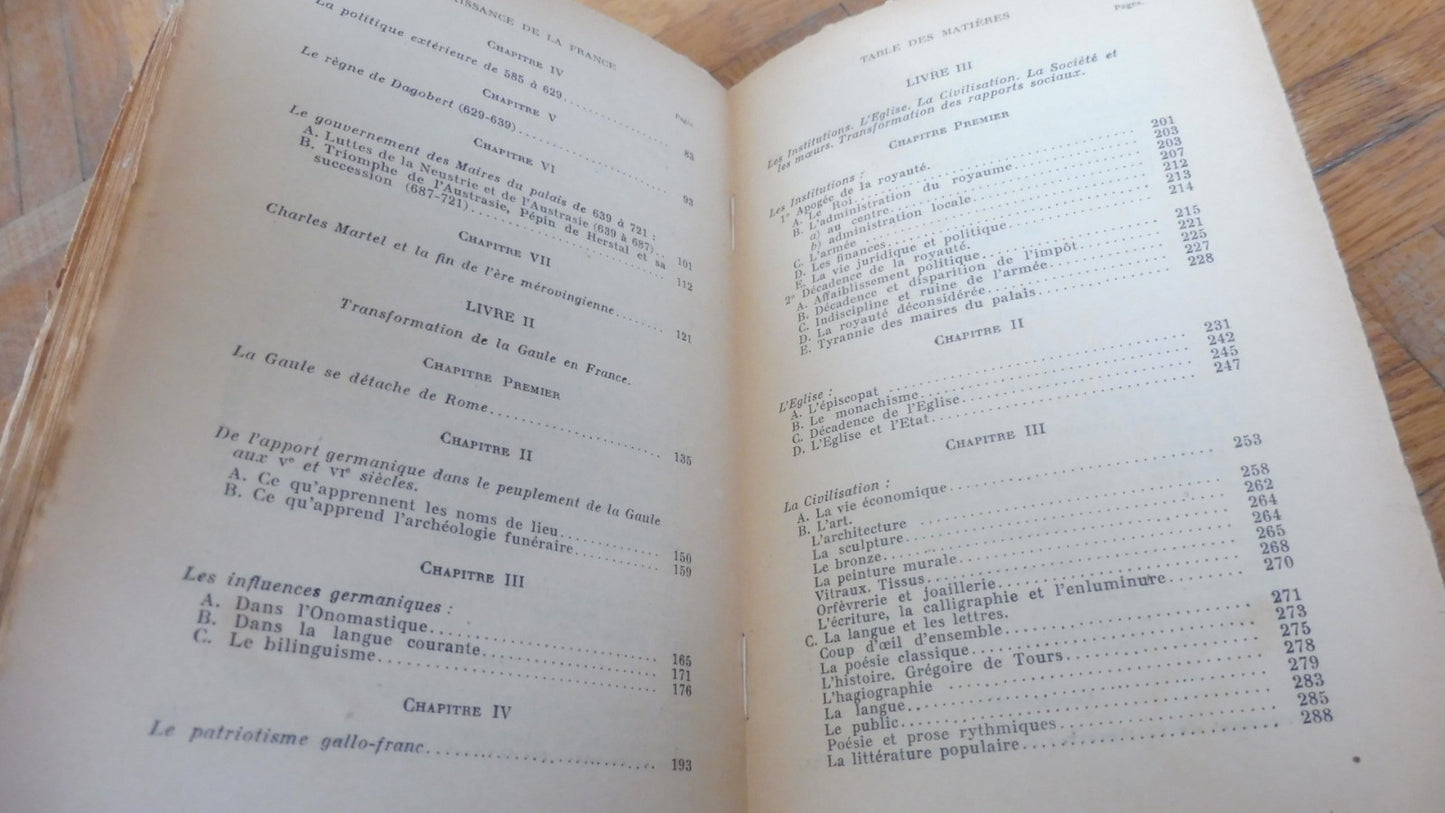 AISSANCE DE LA FRANCE
CHAPITRE IV
Pages.
La politique extérieure de 585 à 629 83
CHAPITRE V
Le règne de Dagobert (629-639) 93
CHAPITRE VI
Le gouvernement des Maires du palais de 639 à 721 :
A. Luttes de la Neustrie et de l'Austrasie (639 à 687) 101
B. Triomphe de l'Austrasie, Pépin de Herstal et sa
succession (687-721) 112
CHAPITRE VII
Charles Martel et la fin de l'ère mérovingienne 121
LIVRE II
Transformation de la Gaule en France.
CHAPITRE PREMIER
La Gaule se détache de Rome 135
CHAPITRE II
De l'apport germanique dans le peuplement de la Gaule
aux Ve et VIe siècles.
A. Ce qu'apprennent les noms de lieu 150
B. Ce qu'apprend l'archéologie funéraire 159
CHAPITRE III
Les influences germaniques :
A. Dans l'Onomastique 165
B. Dans la langue courante 171
C. Le bilinguisme 176
CHAPITRE IV
Le patriotisme gallo-franc 193
TABLE DES MATIÈRES
Pages.
LIVRE III
Les Institutions. L'Eglise. La Civilisation. La Société et
les mœurs. Transformation des rapports sociaux.
CHAPITRE PREMIER
Les Institutions :
1° Apogée de la royauté.
A. Le Roi 201
B. L'administration du royaume 203
a) au centre 203
b) administration locale 207
C. L'armée 212
D. Les finances 213
E. La vie juridique et politique 214
2° Décadence de la royauté.
A. Affaiblissement politique 215
B. Décadence et disparition de l'impôt 221
C. Indiscipline et ruine de l'armée 225
D. La royauté déconsidérée 227
E. Tyrannie des maires du palais 228
CHAPITRE II
L'Eglise :
A. L'épiscopat 231
B. Le monachisme 242
C. Décadence de l'Eglise 245
D. L'Eglise et l'Etat 247
CHAPITRE III
La Civilisation :
A. La vie économique 253
B. L'art.
L'architecture 258
La sculpture 262
Le bronze 264
La peinture murale 264
Vitraux. Tissus 265
Orfèvrerie et joaillerie 268
L'écriture, la calligraphie et l'enluminure 270
C. La langue et les lettres.
Coup d'œil d'ensemble 271
La poésie classique 273
L'histoire. Grégoire de Tours 275
L'hagiographie 278
La langue 279
Le public 283
Poésie et prose rythmiques 285
La littérature populaire 288